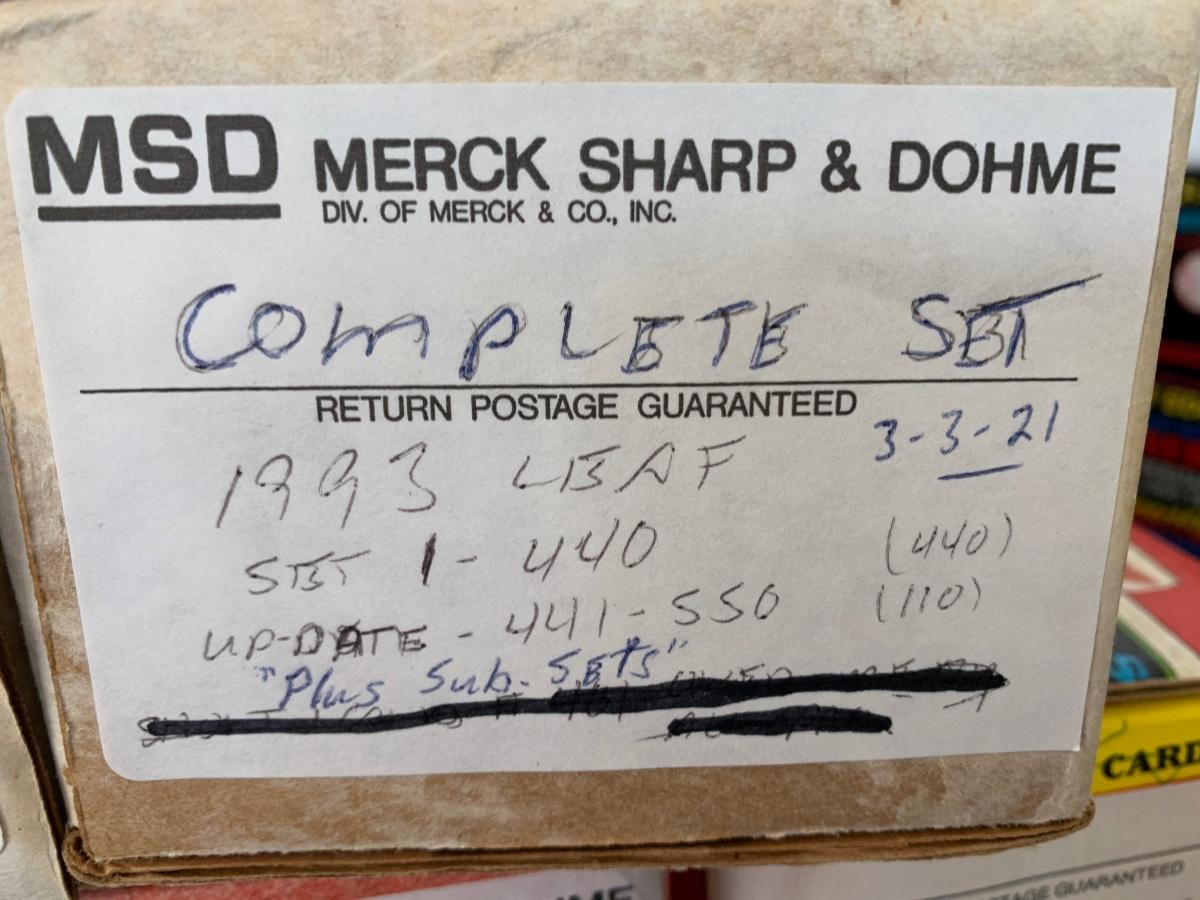 MSD MERCK SHARP & DOHME
DIV. OF MERCK & CO., INC.
COMPLETE SET
RETURN POSTAGE GUARANTEED
3-3-21
1993 LEAF
SET 1-440 (440)
UP-DATE - 441-550 (110)
"Plus Sub-SETS"
CARD
GUARANTEED